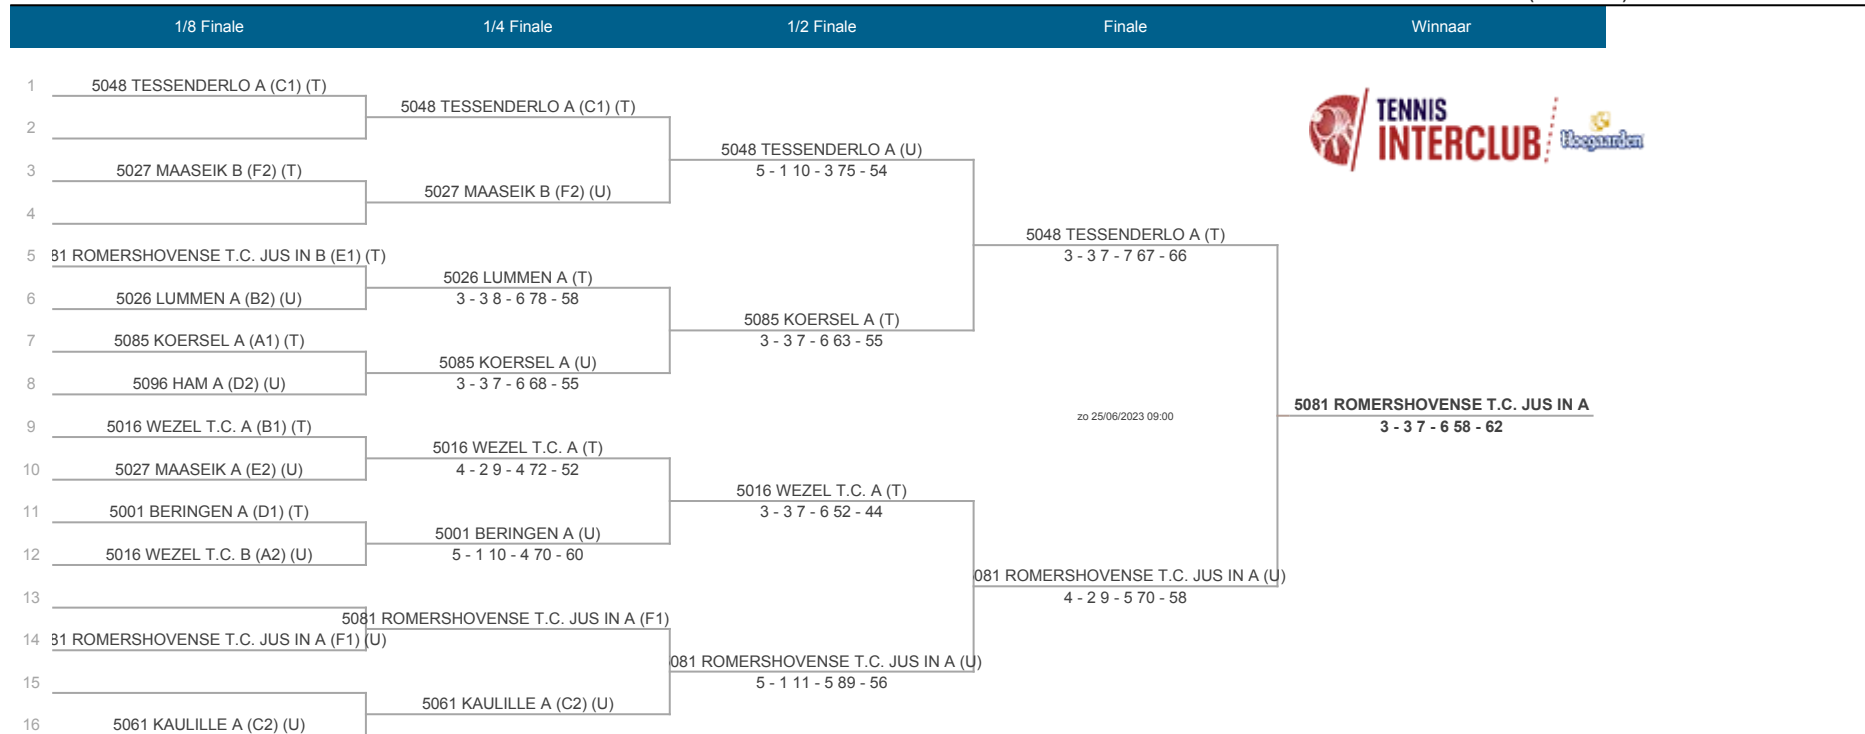 1/8 Finale
1/4 Finale
1/2 Finale
Finale
Winnaar
TENNIS
INTERCLUB
Hoegaarden
1
5048 TESSENDERLO A (C1) (T)
2
3
5027 MAASEIK B (F2) (T)
4
5
81 ROMERSHOVENSE T.C. JUS IN B (E1) (T)
6
5026 LUMMEN A (B2) (U)
7
5085 KOERSEL A (A1) (T)
8
5096 HAM A (D2) (U)
9
5016 WEZEL T.C. A (B1) (T)
10
5027 MAASEIK A (E2) (U)
11
5001 BERINGEN A (D1) (T)
12
5016 WEZEL T.C. B (A2) (U)
13
14
81 ROMERSHOVENSE T.C. JUS IN A (F1) (U)
15
16
5061 KAULILLE A (C2) (U)
5048 TESSENDERLO A (C1) (T)
5027 MAASEIK B (F2) (U)
5026 LUMMEN A (T)
3 - 3 8 - 6 78 - 58
5085 KOERSEL A (U)
3 - 3 7 - 6 68 - 55
5016 WEZEL T.C. A (T)
4 - 2 9 - 4 72 - 52
5001 BERINGEN A (U)
5 - 1 10 - 4 70 - 60
5081 ROMERSHOVENSE T.C. JUS IN A (F1)
5061 KAULILLE A (C2) (U)
5048 TESSENDERLO A (U)
5 - 1 10 - 3 75 - 54
5085 KOERSEL A (T)
3 - 3 7 - 6 63 - 55
5016 WEZEL T.C. A (T)
3 - 3 7 - 6 52 - 44
081 ROMERSHOVENSE T.C. JUS IN A (U)
5 - 1 11 - 5 89 - 56
5048 TESSENDERLO A (T)
3 - 3 7 - 7 67 - 66
zo 25/06/2023 09:00
081 ROMERSHOVENSE T.C. JUS IN A (U)
4 - 2 9 - 5 70 - 58
5081 ROMERSHOVENSE T.C. JUS IN A
3 - 3 7 - 6 58 - 62